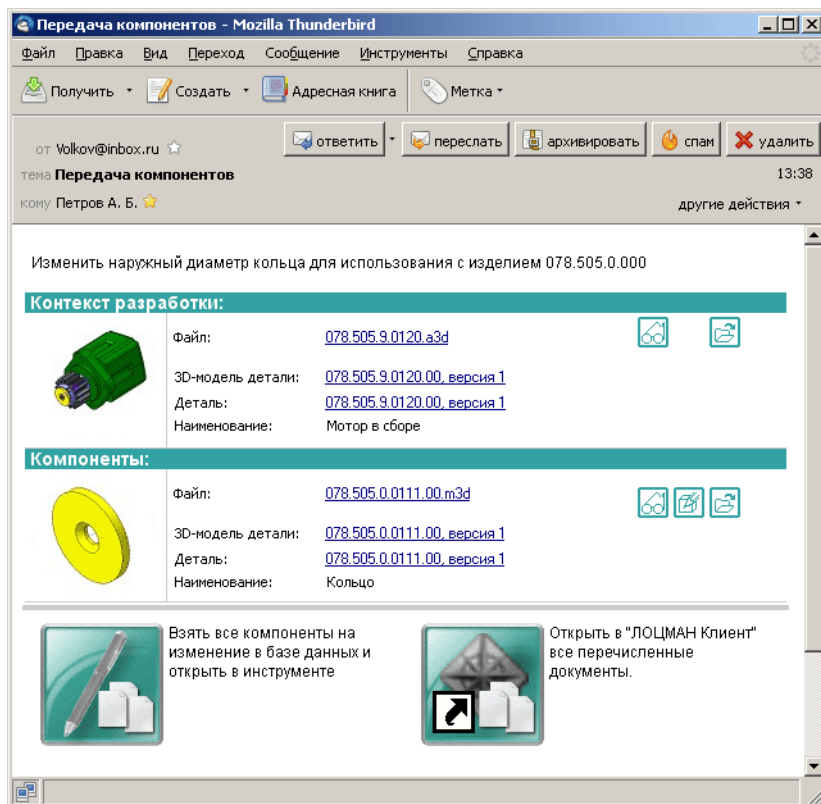 Передача компонентов - Mozilla Thunderbird
Файл Правка Вид Переход Сообщение Инструменты Справка
Получить Создать Адресная книга Метка
от Volkov@inbox.ru ответить переслать архивировать спам удалить
тема Передача компонентов 13:38
кому Петров А. Б. другие действия
Изменить наружный диаметр кольца для использования с изделием 078.505.0.000
Контекст разработки:
Файл: 078.505.9.0120.a3d
3D-модель детали: 078.505.9.0120.00, версия 1
Деталь: 078.505.9.0120.00, версия 1
Наименование: Мотор в сборе
Компоненты:
Файл: 078.505.0.0111.00.m3d
3D-модель детали: 078.505.0.0111.00, версия 1
Деталь: 078.505.0.0111.00, версия 1
Наименование: Кольцо
Взять все компоненты на
изменение в базе данных и
открыть в инструменте
Открыть в "ЛОЦМАН Клиент"
все перечисленные
документы.